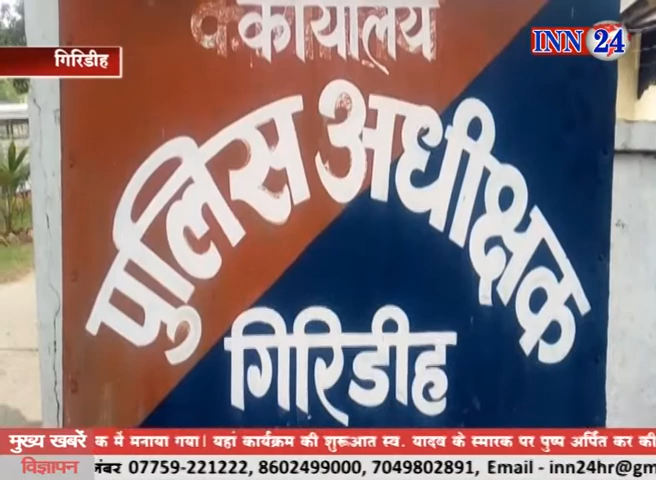 कार्यालय
INN 24
गिरिडीह
पुलिस अधीक्षक
गिरिडीह
मुख्य खबरें क में मनाया गया। यहां कार्यक्रम की शुरूआत स्व. यादव के स्मारक पर पुष्प अर्पित कर की
विज्ञापन नंबर 07759-221222, 8602499000, 7049802891, Email - inn24hr@gm